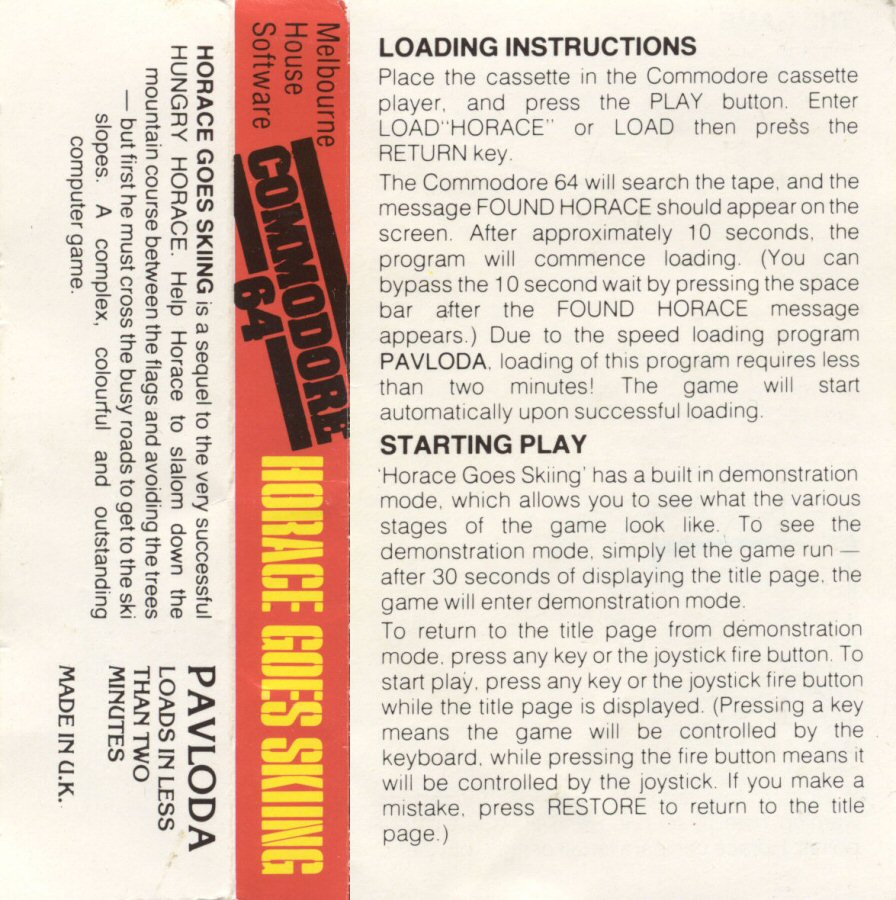 HORACE GOES SKIING is a sequel to the very successful
HUNGRY HORACE. Help Horace to slalom down the
mountain course between the flags and avoiding the trees
— but first he must cross the busy roads to get to the ski
slopes. A complex, colourful and outstanding
computer game.
PAVLODA
LOADS IN LESS
THAN TWO
MINUTES
MADE IN U.K.
Melbourne
House
Software
COMMODORE
64
HORACE GOES SKIING
LOADING INSTRUCTIONS
Place the cassette in the Commodore cassette
player, and press the PLAY button. Enter
LOAD"HORACE" or LOAD then press the
RETURN key.
The Commodore 64 will search the tape, and the
message FOUND HORACE should appear on the
screen. After approximately 10 seconds, the
program will commence loading. (You can
bypass the 10 second wait by pressing the space
bar after the FOUND HORACE message
appears.) Due to the speed loading program
PAVLODA, loading of this program requires less
than two minutes! The game will start
automatically upon successful loading.
STARTING PLAY
'Horace Goes Skiing' has a built in demonstration
mode, which allows you to see what the various
stages of the game look like. To see the
demonstration mode, simply let the game run —
after 30 seconds of displaying the title page, the
game will enter demonstration mode.
To return to the title page from demonstration
mode, press any key or the joystick fire button. To
start play, press any key or the joystick fire button
while the title page is displayed. (Pressing a key
means the game will be controlled by the
keyboard, while pressing the fire button means it
will be controlled by the joystick. If you make a
mistake, press RESTORE to return to the title
page.)